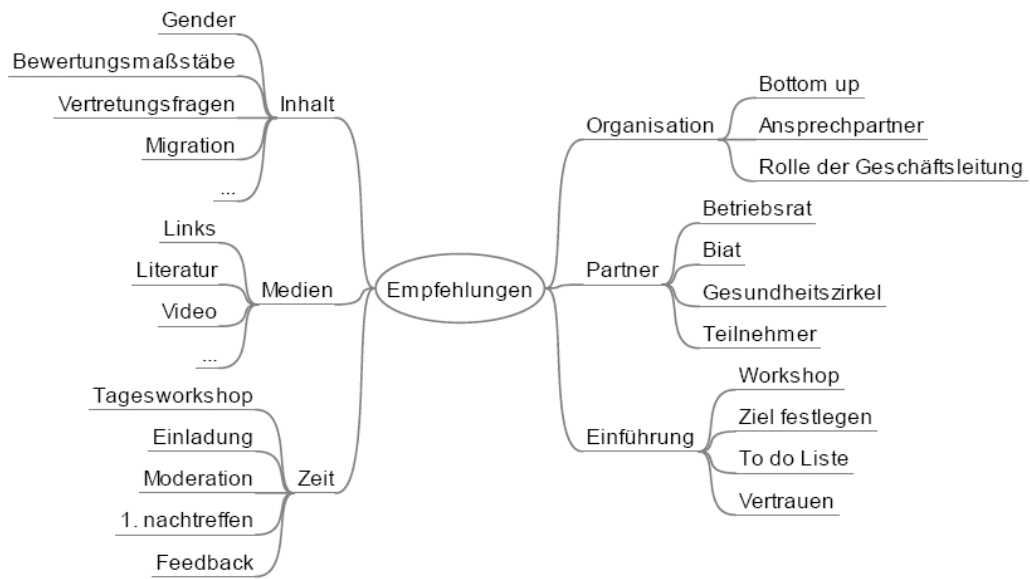 Gender
Bewertungsmaßstäbe
Vertretungsfragen
Migration
...
Inhalt
Links
Literatur
Video
...
Medien
Tagesworkshop
Einladung
Moderation
1. nachtreffen
Feedback
Zeit
Empfehlungen
Organisation
Bottom up
Ansprechpartner
Rolle der Geschäftsleitung
Partner
Betriebsrat
Biat
Gesundheitszirkel
Teilnehmer
Einführung
Workshop
Ziel festlegen
To do Liste
Vertrauen